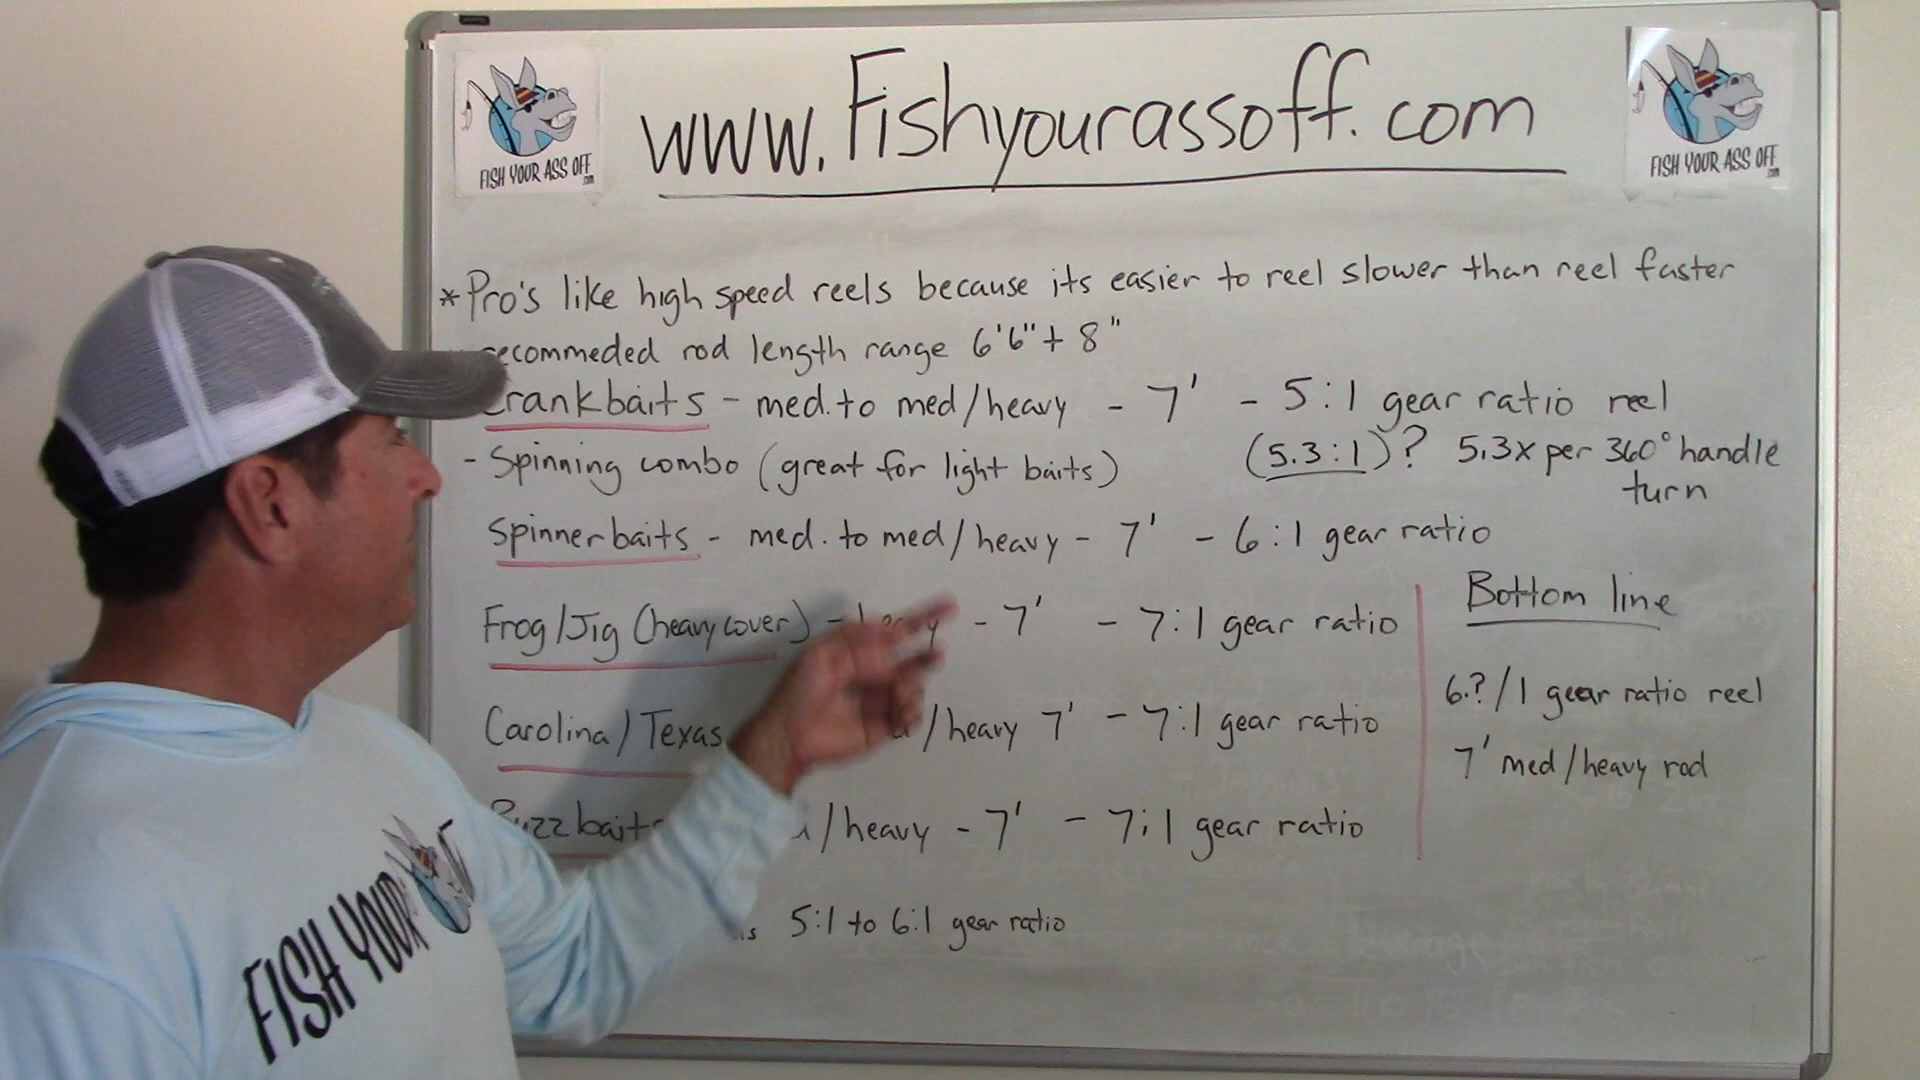 www.Fishyourassoff.com
FISH YOUR ASS OFF
.com
FISH YOUR ASS OFF
.com
*Pro's like high speed reels because its easier to reel slower than reel faster
ecommeded rod length range 6'6"+ 8"
Crankbaits - med. to med/heavy - 7' - 5:1 gear ratio reel
- Spinning combo (great for light baits) (5.3:1)? 5.3x per 360° handle
turn
Spinnerbaits - med. to med/heavy - 7' - 6:1 gear ratio
Frog/Jig (heavy cover) - heavy - 7' - 7:1 gear ratio
Carolina/Texas /heavy 7' - 7:1 gear ratio
Buzzbaits /heavy - 7' - 7:1 gear ratio
5:1 to 6:1 gear ratio
Bottom line
6.?/1 gear ratio reel
7' med/heavy rod
FISH YOUR